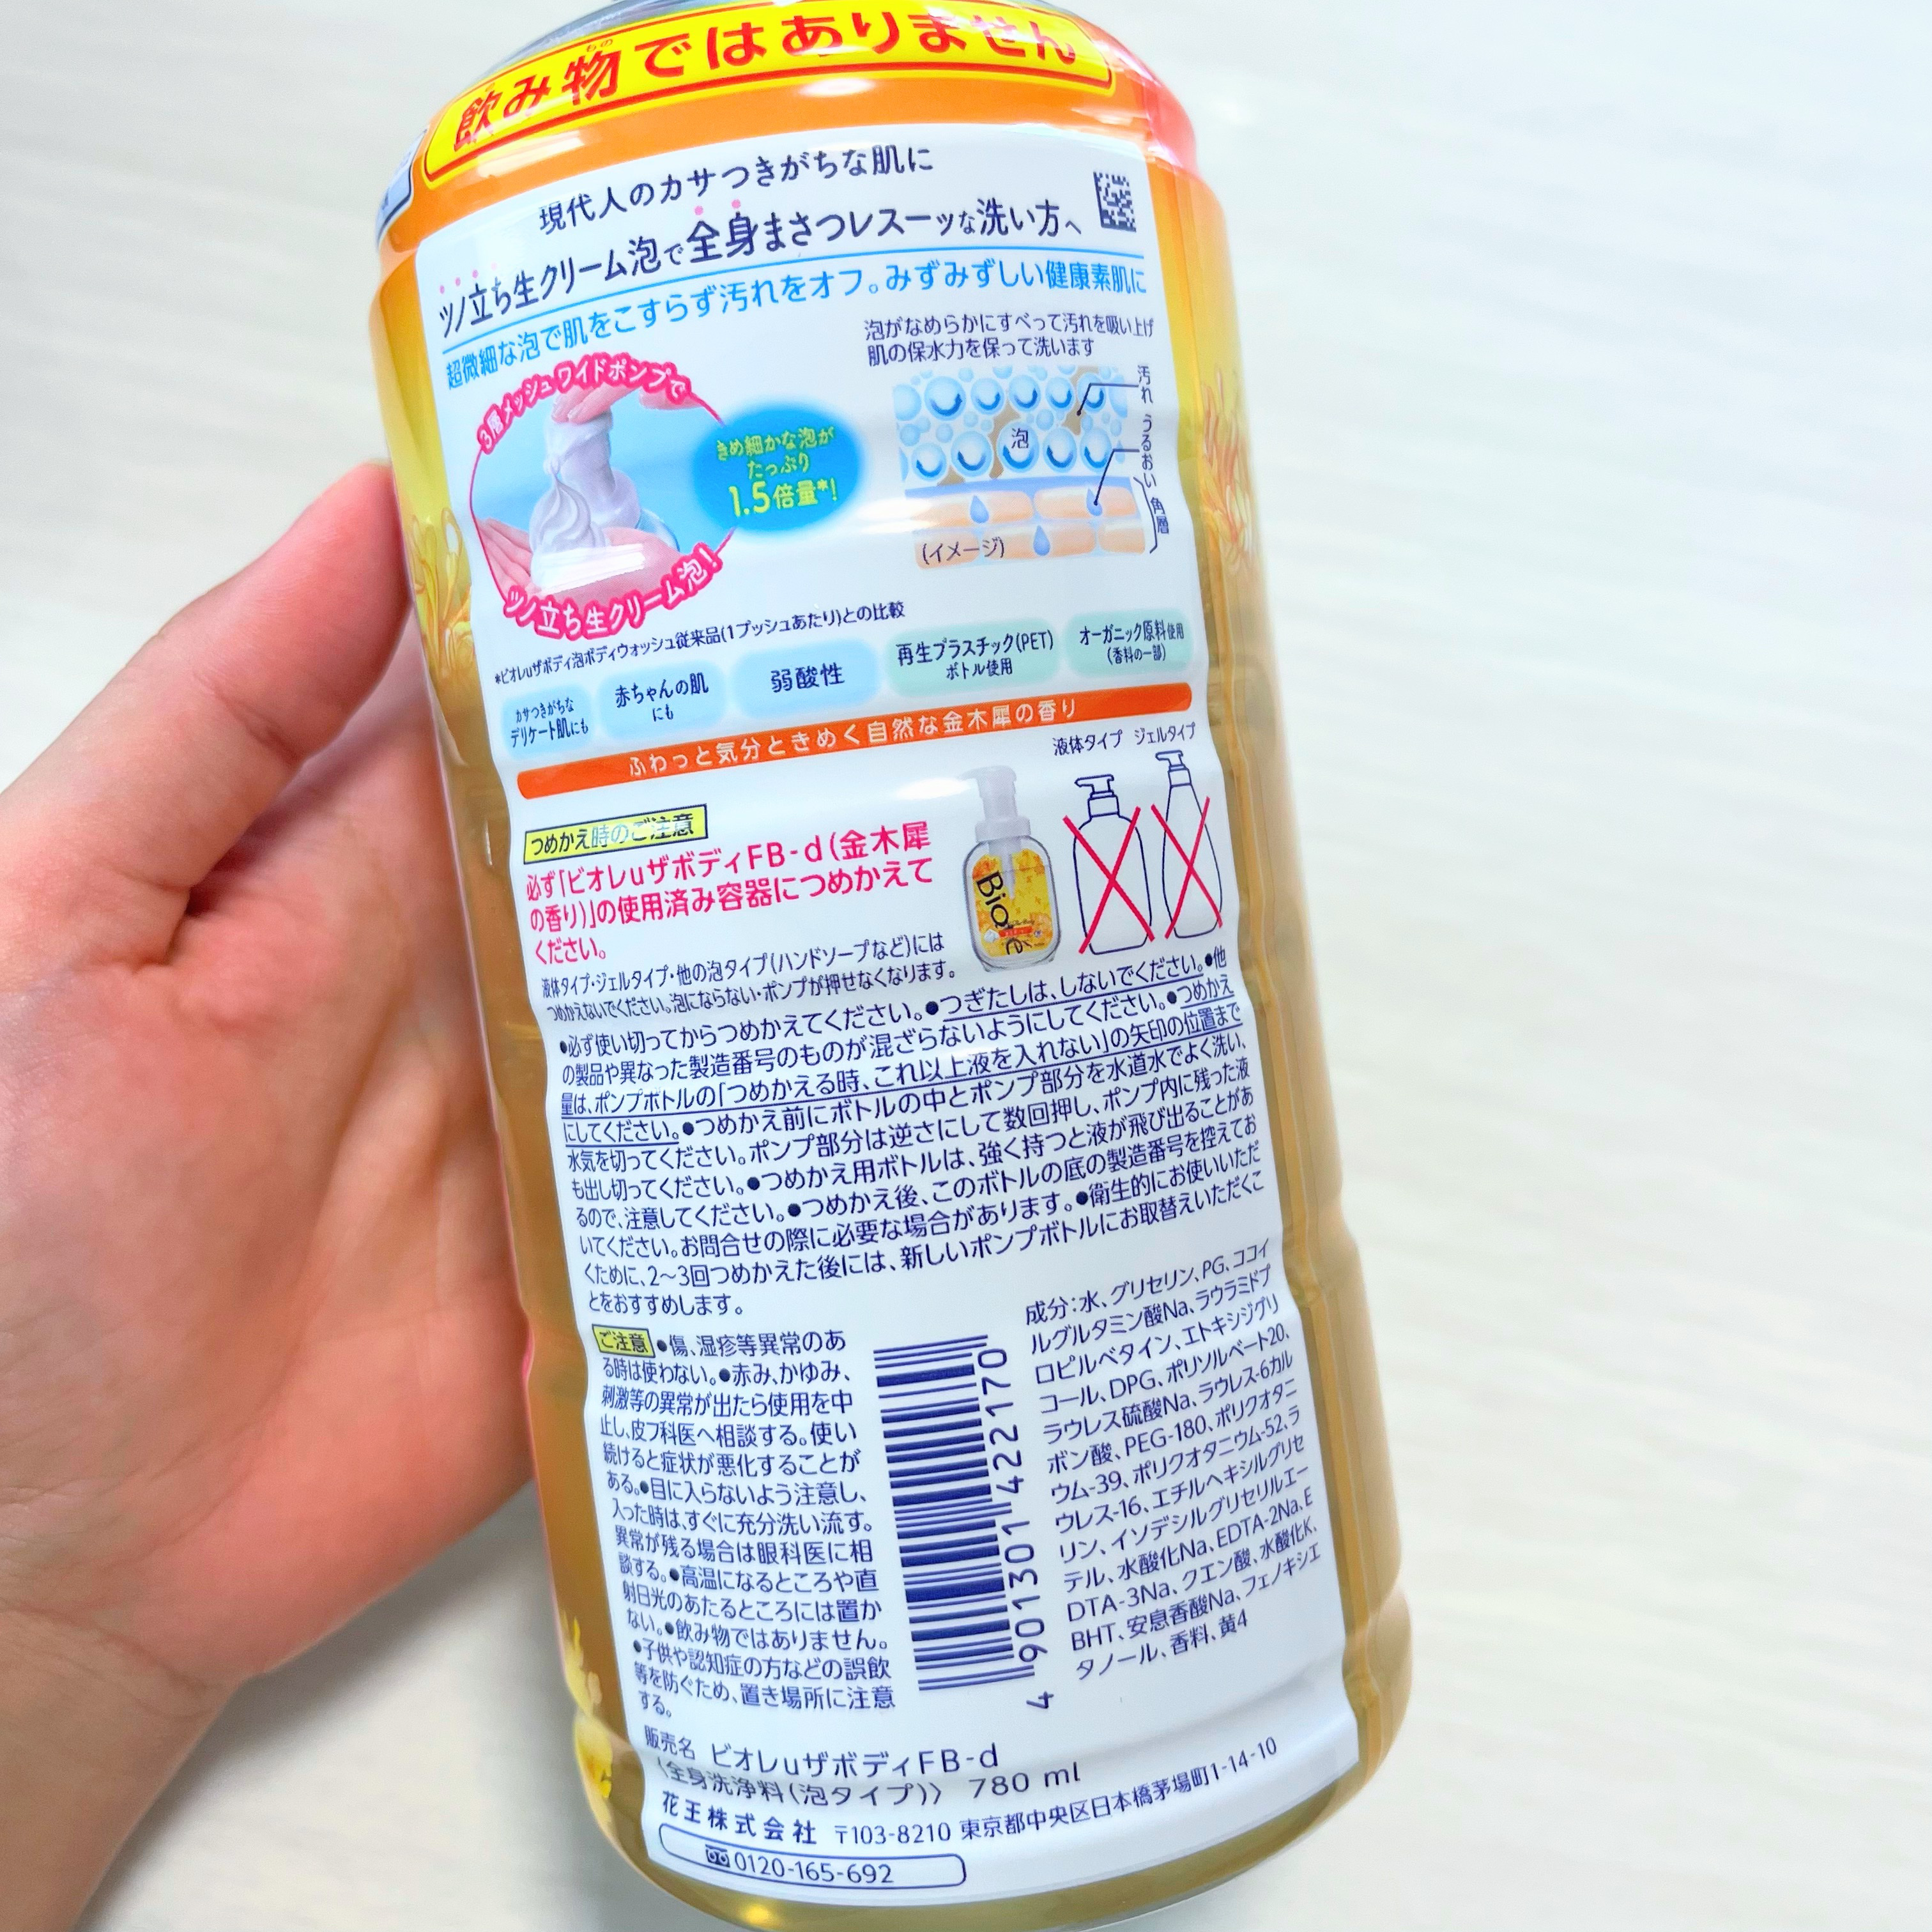 飲み物ではありません
もの
現代人のカサつきがちな肌に
ツノ立ち生クリーム泡で全身まさつレスーッな洗い方へ
超微細な泡で肌をこすらず汚れをオフ。みずみずしい健康素肌に
3層メッシュワイドポンプで
ツノ立ち生クリーム泡!
きめ細かな泡が
たっぷり
1.5倍量*!
泡がなめらかにすべって汚れを吸い上げ
肌の保水力を保って洗います
汚れ
うるおい
角層
泡
(イメージ)
*ビオレuザボディ泡ボディウォッシュ従来品(1プッシュあたり)との比較
カサつきがちな
デリケート肌にも
赤ちゃんの肌
にも
弱酸性
再生プラスチック(PET)
ボトル使用
オーガニック原料使用
(香料の一部)
ふわっと気分ときめく自然な金木犀の香り
つめかえ時のご注意
必ず「ビオレuザボディFB-d(金木犀
の香り)」の使用済み容器につめかえて
ください。
液体タイプ ジェルタイプ
Bioré
液体タイプ・ジェルタイプ・他の泡タイプ(ハンドソープなど)には
つめかえないでください。泡にならない・ポンプが押せなくなります。
●必ず使い切ってからつめかえてください。●つぎたしは、しないでください。●他
の製品や異なった製造番号のものが混ざらないようにしてください。●つめかえ
量は、ポンプボトルの「つめかえる時、これ以上液を入れない」の矢印の位置まで
にしてください。●つめかえ前にボトルの中とポンプ部分を水道水でよく洗い、
水気を切ってください。ポンプ部分は逆さにして数回押し、ポンプ内に残った液
も出し切ってください。●つめかえ用ボトルは、強く持つと液が飛び出ることがあ
るので、注意してください。●つめかえ後、このボトルの底の製造番号を控えてお
いてください。お問合せの際に必要な場合があります。●衛生的にお使いいただ
くために、2〜3回つめかえた後には、新しいポンプボトルにお取替えいただくこ
とをおすすめします。
ご注意 ●傷、湿疹等異常のあ
る時は使わない。●赤み、かゆみ、
刺激等の異常が出たら使用を中
止し、皮フ科医へ相談する。使い
続けると症状が悪化することが
ある。●目に入らないよう注意し、
入った時は、すぐに充分洗い流す。
異常が残る場合は眼科医に相
談する。●高温になるところや直
射日光のあたるところには置か
ない。●飲み物ではありません。
●子供や認知症の方などの誤飲
等を防ぐため、置き場所に注意
する。
4 901301 422170
成分:水、グリセリン、PG、ココイ
ルグルタミン酸Na、ラウラミドプ
ロピルベタイン、エトキシジグリ
コール、DPG、ポリソルベート20、
ラウレス硫酸Na、ラウレス-6カル
ボン酸、PEG-180、ポリクオタニ
ウム-39、ポリクオタニウム-52、ラ
ウレス-16、エチルヘキシルグリセ
リン、イソデシルグリセリルエー
テル、水酸化Na、EDTA-2Na、E
DTA-3Na、クエン酸、水酸化K、
BHT、安息香酸Na、フェノキシエ
タノール、香料、黄4
販売名 ビオレuザボディFB-d
〈全身洗浄料(泡タイプ)〉 780 ml
花王株式会社 〒103-8210 東京都中央区日本橋茅場町1-14-10
0120-165-692